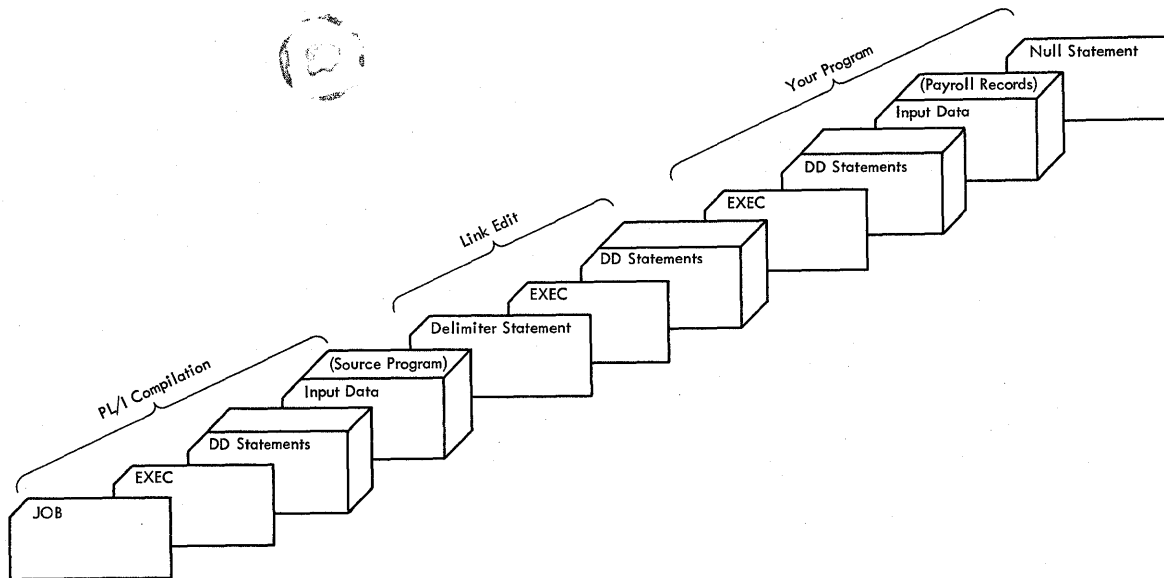 Your Program
Null Statement
(Payroll Records)
Input Data
DD Statements
EXEC
Link Edit
DD Statements
EXEC
Delimiter Statement
PL/I Compilation
(Source Program)
Input Data
DD Statements
EXEC
JOB